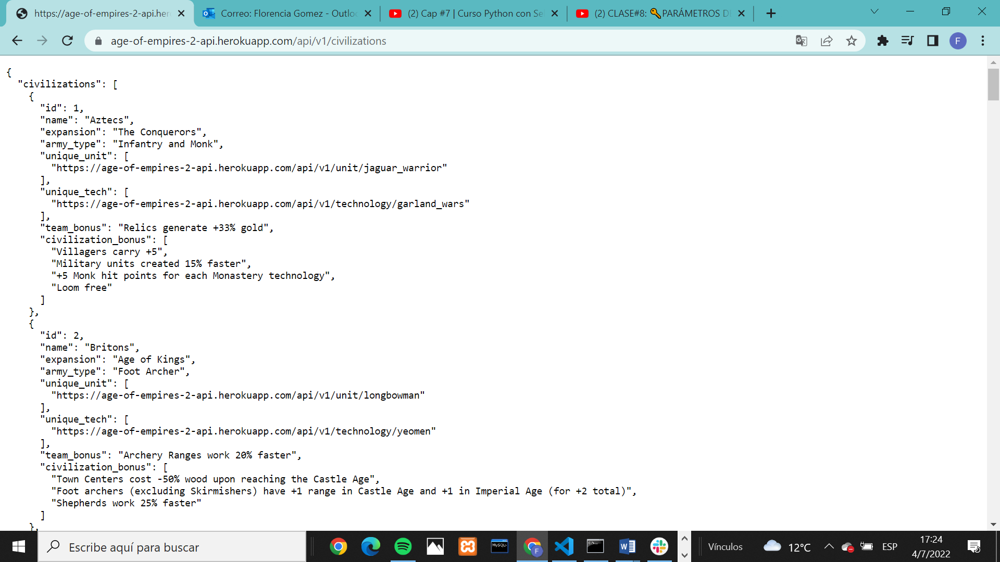 https://age-of-empires-2-api.her
Correo: Florencia Gomez - Outlo
(2) Cap #7 | Curso Python con Se
(2) CLASE#8: 🔑PARÁMETROS D
age-of-empires-2-api.herokuapp.com/api/v1/civilizations
F
{
  "civilizations": [
    {
      "id": 1,
      "name": "Aztecs",
      "expansion": "The Conquerors",
      "army_type": "Infantry and Monk",
      "unique_unit": [
        "https://age-of-empires-2-api.herokuapp.com/api/v1/unit/jaguar_warrior"
      ],
      "unique_tech": [
        "https://age-of-empires-2-api.herokuapp.com/api/v1/technology/garland_wars"
      ],
      "team_bonus": "Relics generate +33% gold",
      "civilization_bonus": [
        "Villagers carry +5",
        "Military units created 15% faster",
        "+5 Monk hit points for each Monastery technology",
        "Loom free"
      ]
    },
    {
      "id": 2,
      "name": "Britons",
      "expansion": "Age of Kings",
      "army_type": "Foot Archer",
      "unique_unit": [
        "https://age-of-empires-2-api.herokuapp.com/api/v1/unit/longbowman"
      ],
      "unique_tech": [
        "https://age-of-empires-2-api.herokuapp.com/api/v1/technology/yeomen"
      ],
      "team_bonus": "Archery Ranges work 20% faster",
      "civilization_bonus": [
        "Town Centers cost -50% wood upon reaching the Castle Age",
        "Foot archers (excluding Skirmishers) have +1 range in Castle Age and +1 in Imperial Age (for +2 total)",
        "Shepherds work 25% faster"
      ]
    },
Escribe aquí para buscar
MySQL
F
Vínculos
12°C
ESP
17:24
4/7/2022